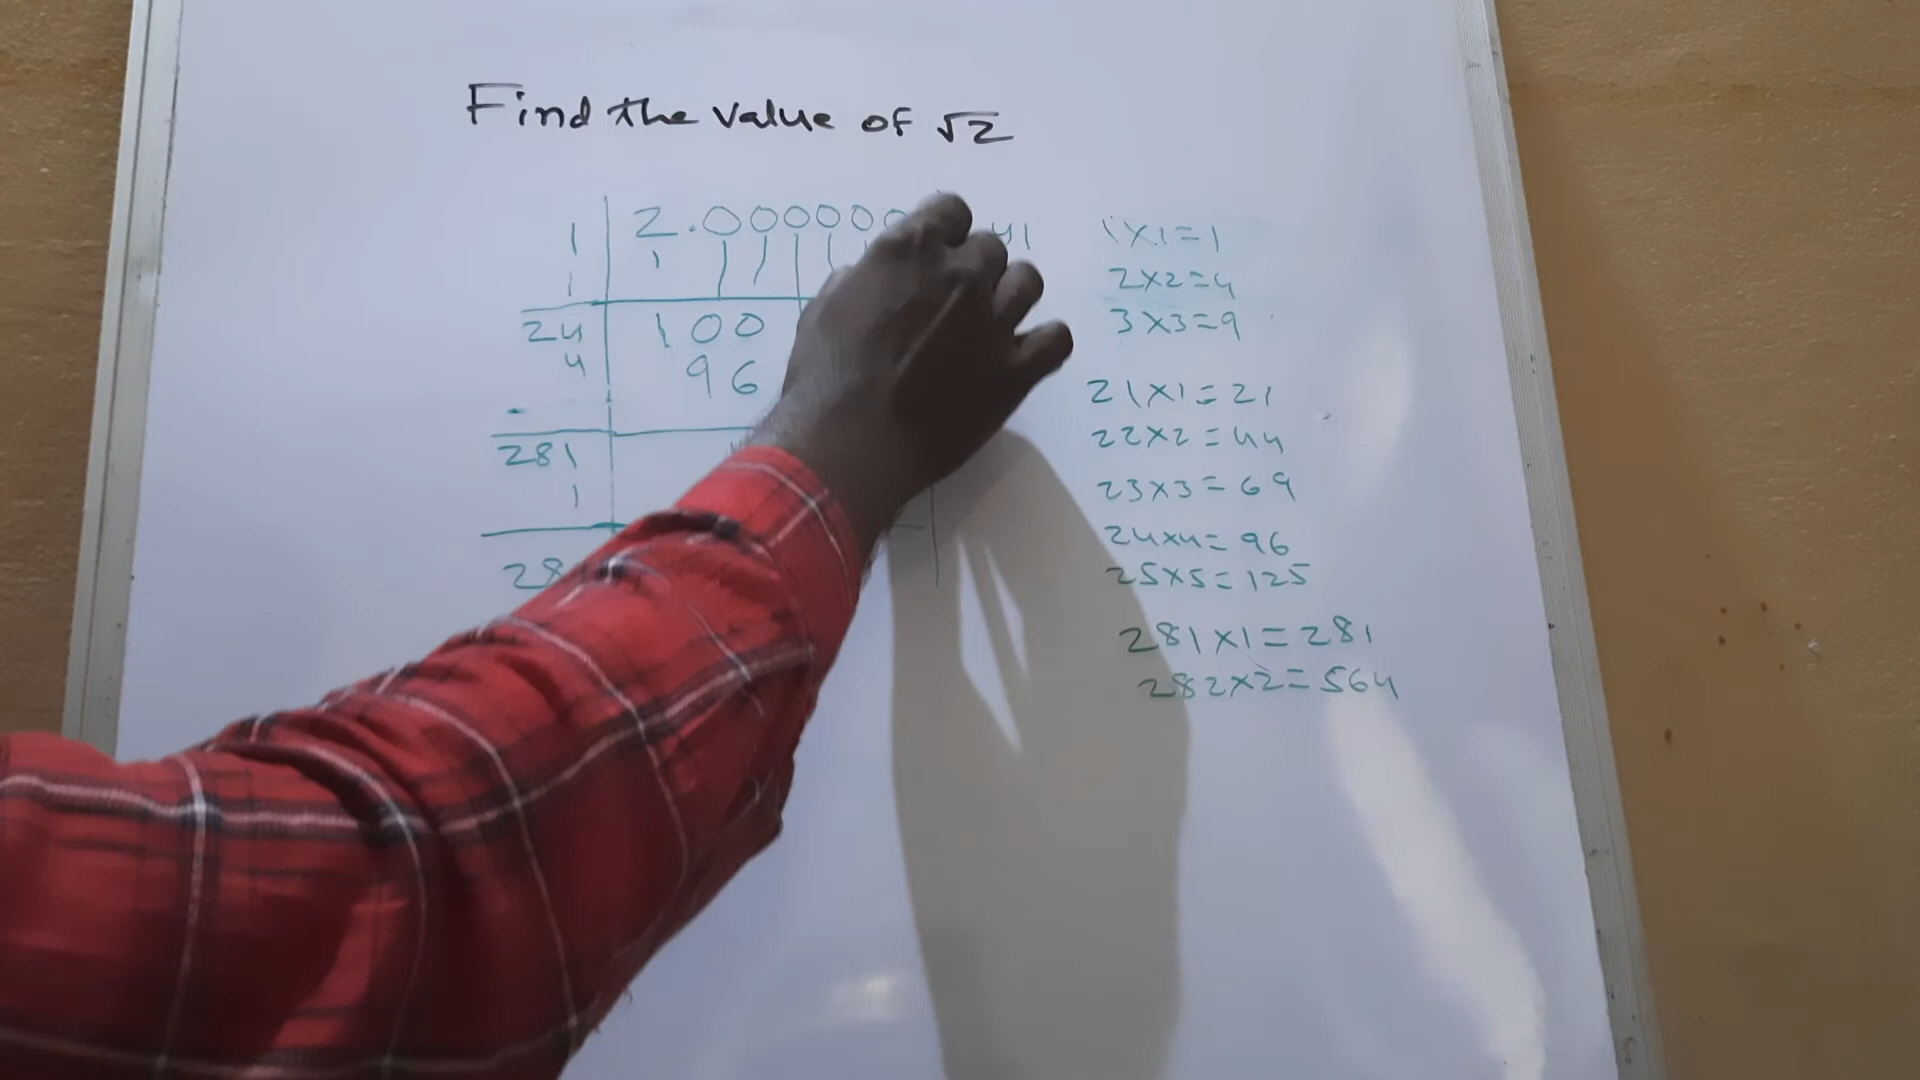 Find the value of √2
1 2.000000 41
1 1
24 100
4 96
281
1
28
1x1=1
2x2=4
3x3=9
21x1=21
22x2=44
23x3=69
24x4=96
25x5=125
281x1=281
282x2=564